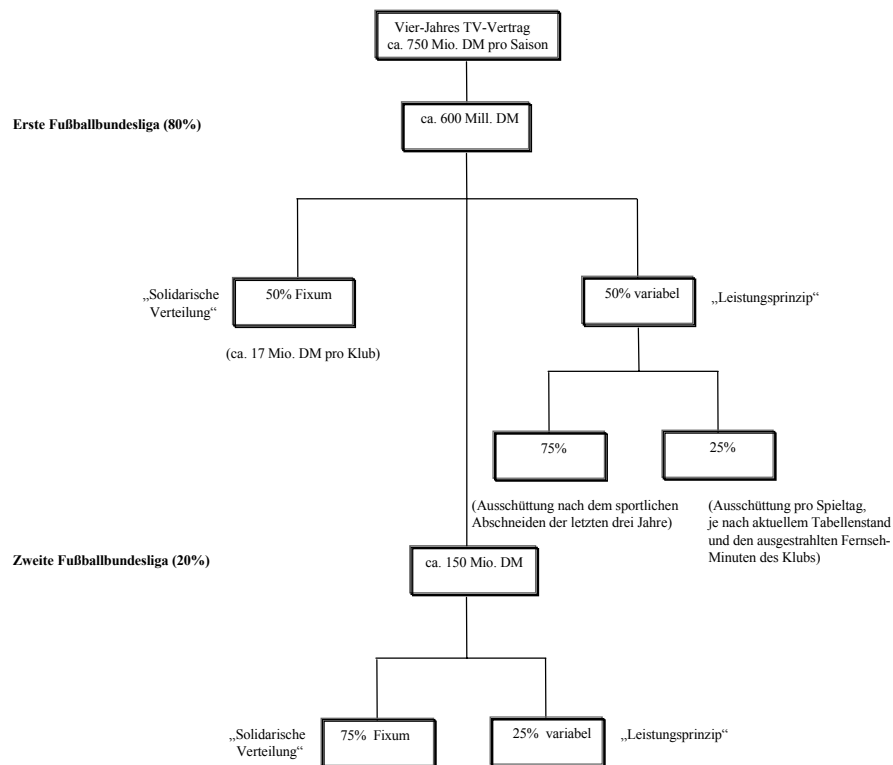 Vier-Jahres TV-Vertrag
ca. 750 Mio. DM pro Saison
Erste Fußballbundesliga (80%)
ca. 600 Mill. DM
„Solidarische
Verteilung“
50% Fixum
(ca. 17 Mio. DM pro Klub)
50% variabel
„Leistungsprinzip“
75%
25%
(Ausschüttung nach dem sportlichen
Abschneiden der letzten drei Jahre)
(Ausschüttung pro Spieltag,
je nach aktuellem Tabellenstand
und den ausgestrahlten Fernseh-
Minuten des Klubs)
Zweite Fußballbundesliga (20%)
ca. 150 Mio. DM
„Solidarische
Verteilung“
75% Fixum
25% variabel
„Leistungsprinzip“